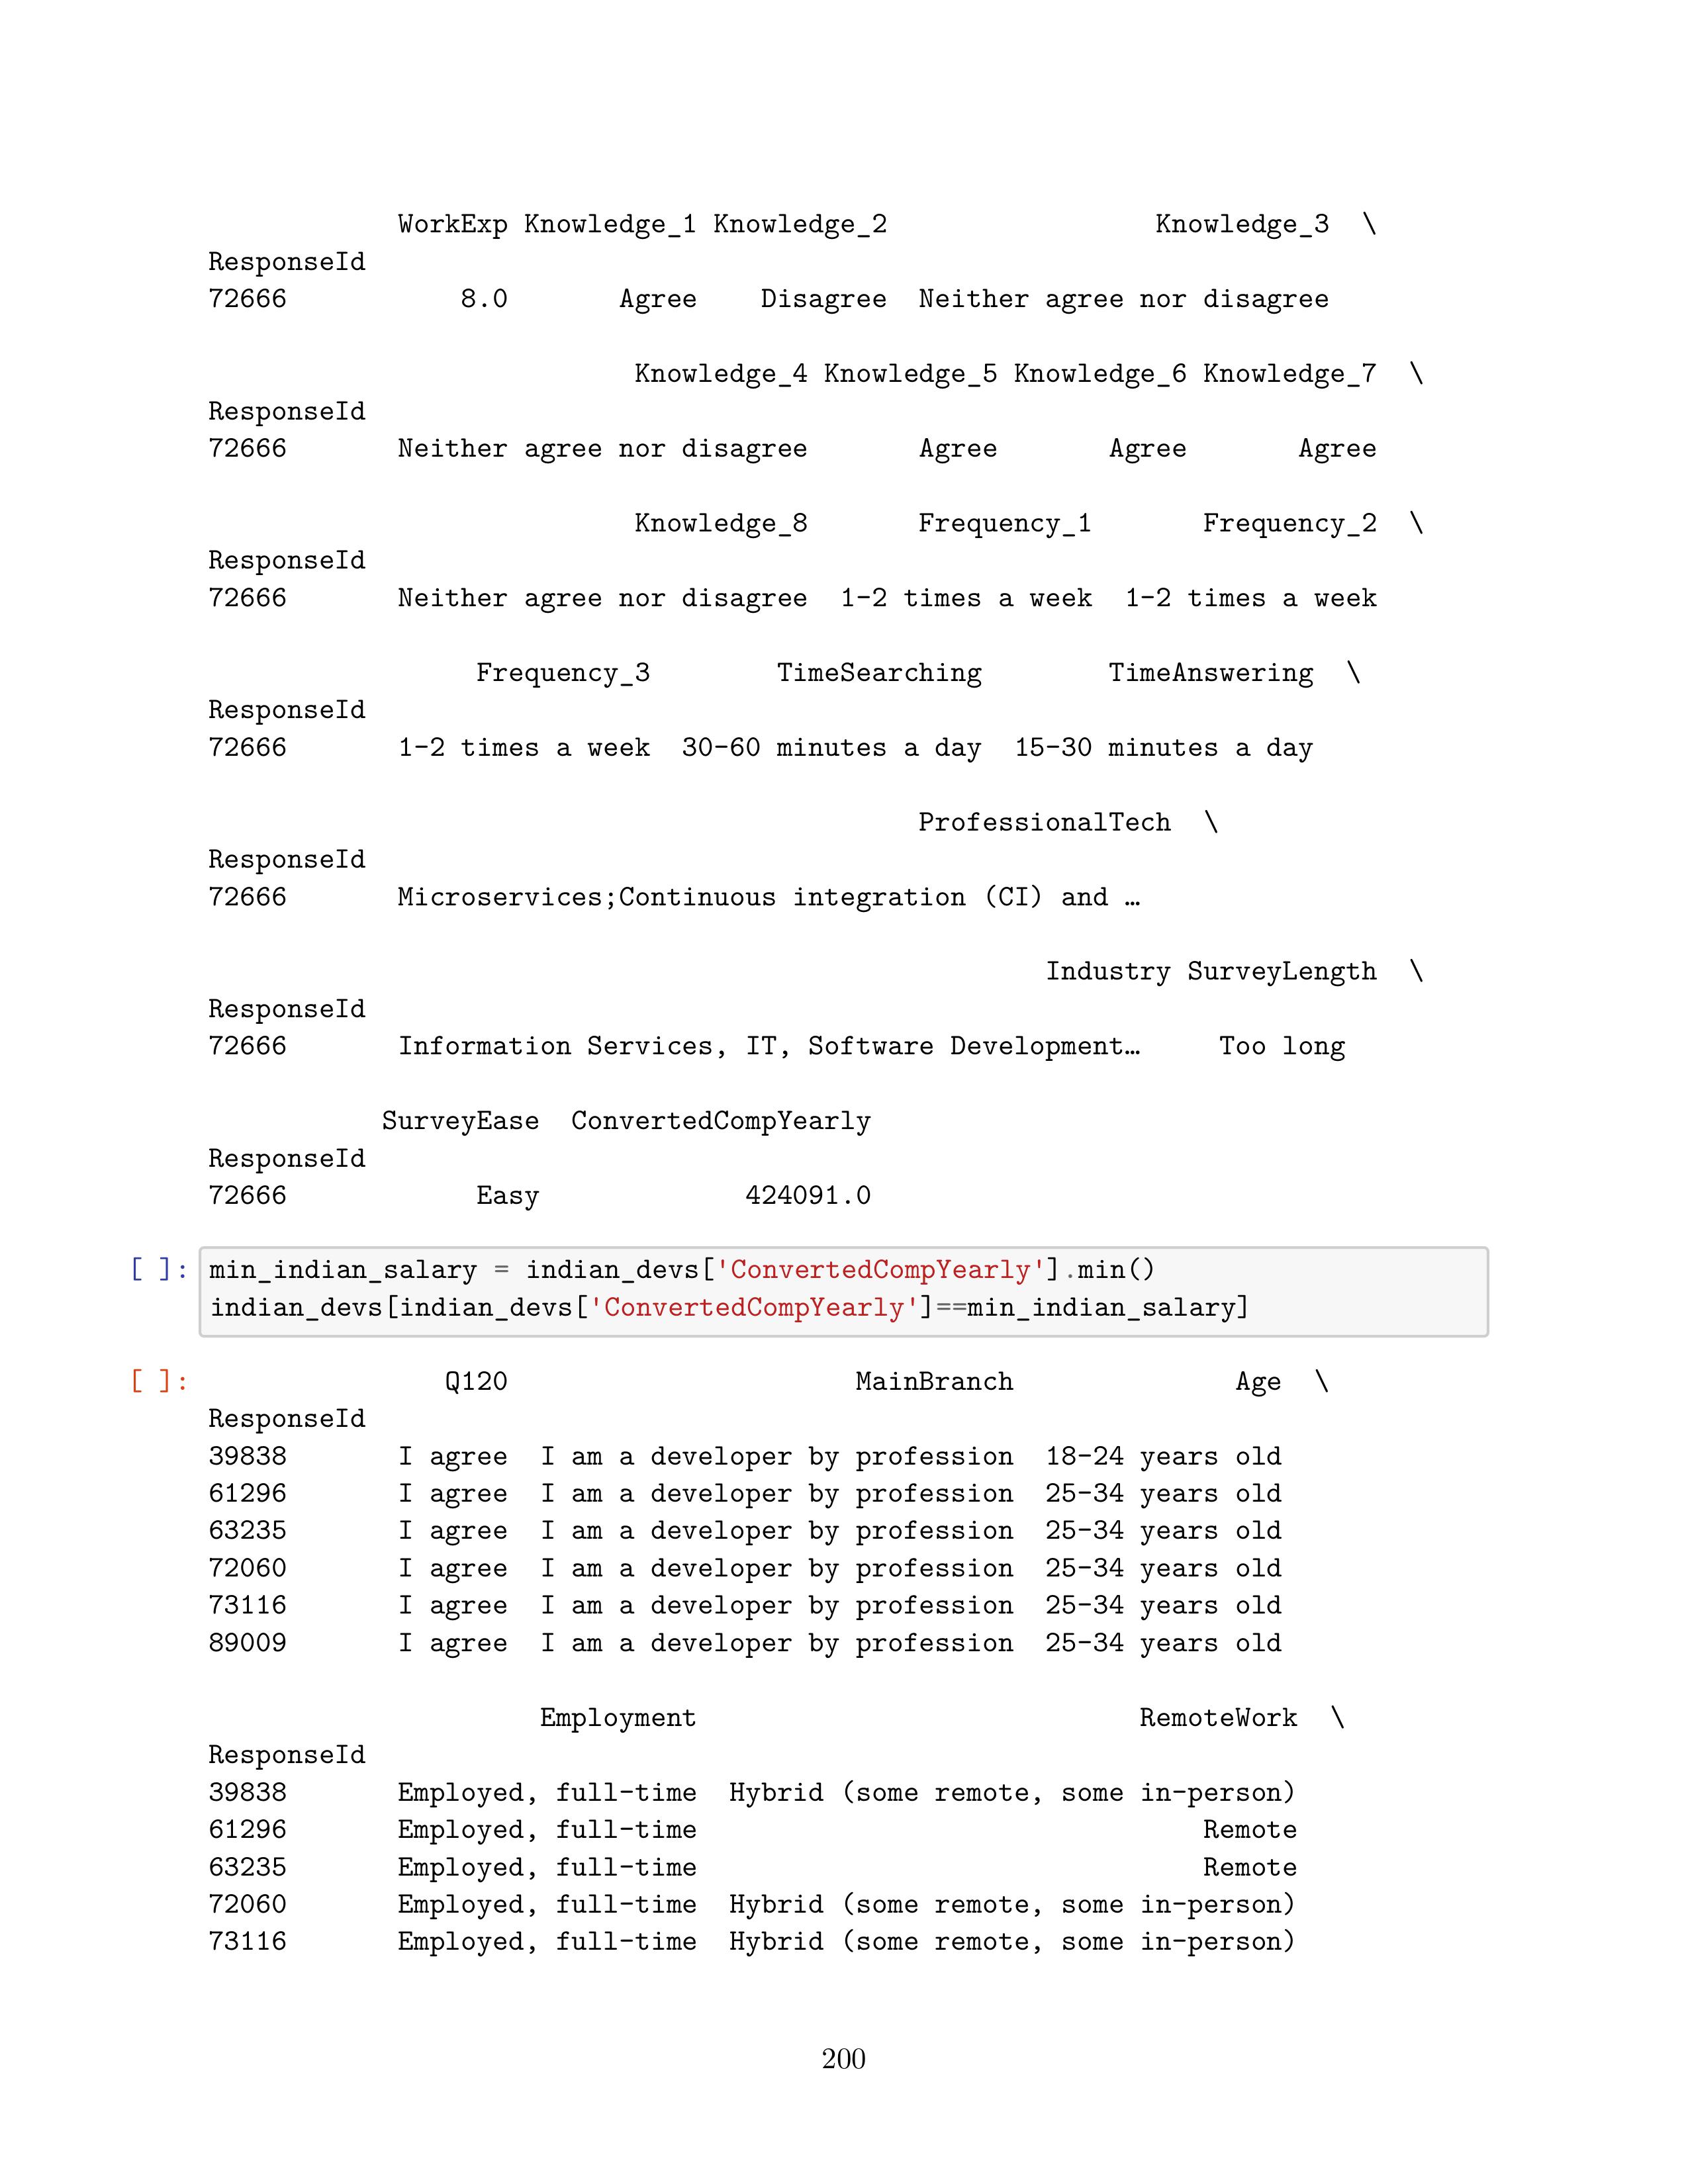 WorkExp Knowledge_1 Knowledge_2 Knowledge_3 \
ResponseId
72666 8.0 Agree Disagree Neither agree nor disagree
Knowledge_4 Knowledge_5 Knowledge_6 Knowledge_7 \
ResponseId
72666 Neither agree nor disagree Agree Agree Agree
Knowledge_8 Frequency_1 Frequency_2 \
ResponseId
72666 Neither agree nor disagree 1-2 times a week 1-2 times a week
Frequency_3 TimeSearching TimeAnswering \
ResponseId
72666 1-2 times a week 30-60 minutes a day 15-30 minutes a day
ProfessionalTech \
ResponseId
72666 Microservices;Continuous integration (CI) and …
Industry SurveyLength \
ResponseId
72666 Information Services, IT, Software Development… Too long
SurveyEase ConvertedCompYearly
ResponseId
72666 Easy 424091.0
[ ]: min_indian_salary = indian_devs['ConvertedCompYearly'].min()
indian_devs[indian_devs['ConvertedCompYearly']==min_indian_salary]
[ ]: Q120 MainBranch Age \
ResponseId
39838 I agree I am a developer by profession 18-24 years old
61296 I agree I am a developer by profession 25-34 years old
63235 I agree I am a developer by profession 25-34 years old
72060 I agree I am a developer by profession 25-34 years old
73116 I agree I am a developer by profession 25-34 years old
89009 I agree I am a developer by profession 25-34 years old
Employment RemoteWork \
ResponseId
39838 Employed, full-time Hybrid (some remote, some in-person)
61296 Employed, full-time Remote
63235 Employed, full-time Remote
72060 Employed, full-time Hybrid (some remote, some in-person)
73116 Employed, full-time Hybrid (some remote, some in-person)
200